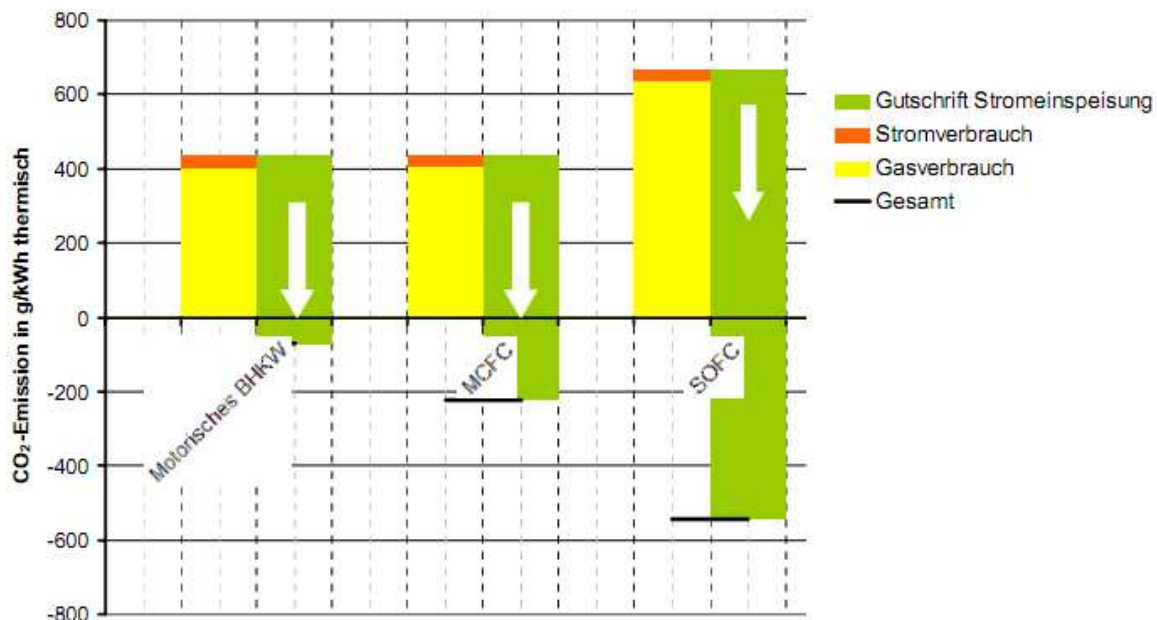 800
600
400
200
0
-200
-400
-600
-800
CO₂-Emission in g/kWh thermisch
Motorisches BHKW
MCFC
SOFC
Gutschrift Stromeinspeisung
Stromverbrauch
Gasverbrauch
Gesamt